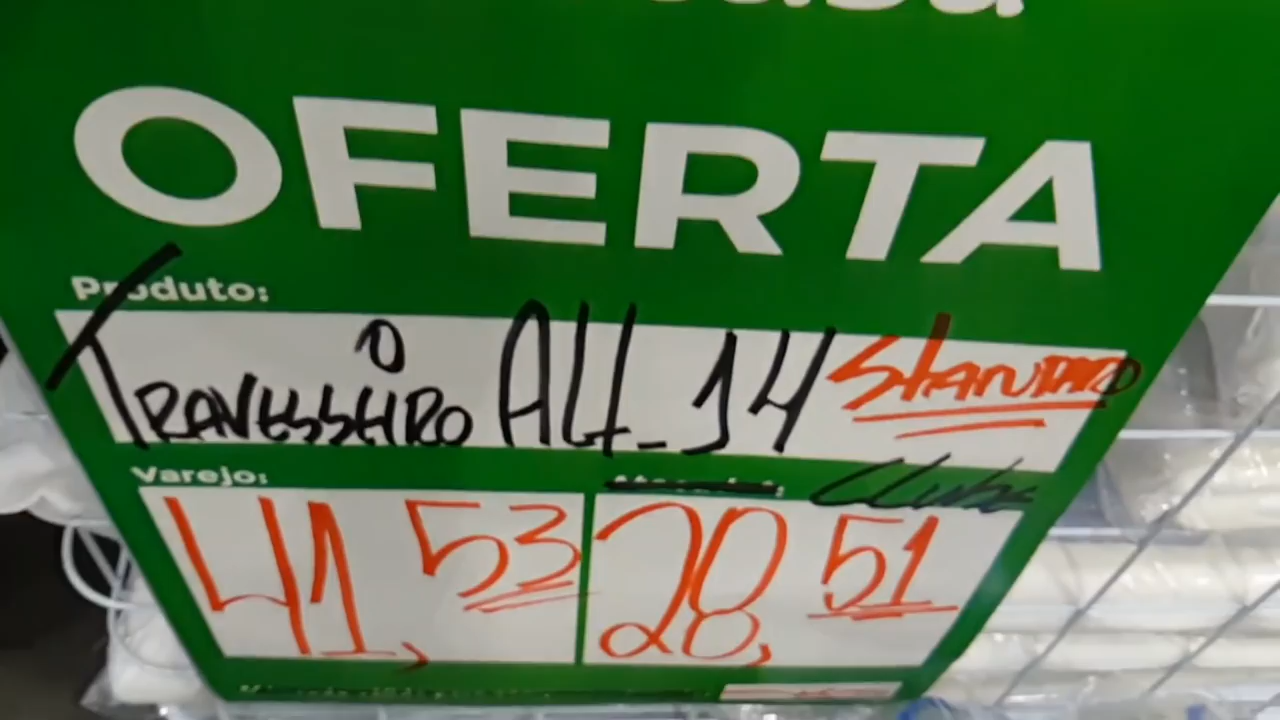 OFERTA
Produto:
TRAVESSEIRO ALT_14 STANDARD
Varejo: Clube
41,53 28,51